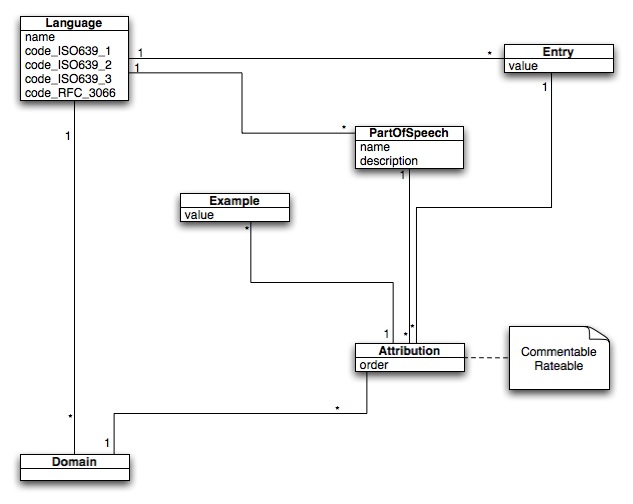 Language
name
code_ISO639_1
code_ISO639_2
code_ISO639_3
code_RFC_3066
1
*
1
Entry
value
1
*
PartOfSpeech
name
description
1
1
Example
value
*
1
*
*
Attribution
order
Commentable
Rateable
*
*
1
Domain